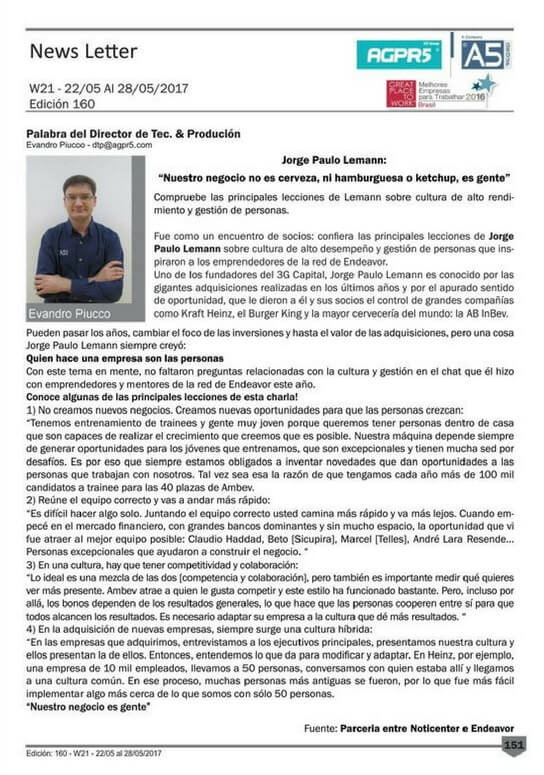 News Letter
AGPR5
A5
W21 - 22/05 Al 28/05/2017
Edición 160
GREAT
PLACE
TO
WORK
Melhores
Empresas
para Trabalhar 2016
Brasil
Palabra del Director de Tec. & Produción
Evandro Piucco - dtp@agpr5.com
Jorge Paulo Lemann:
“Nuestro negocio no es cerveza, ni hamburguesa o ketchup, es gente”
Compruebe las principales lecciones de Lemann sobre cultura de alto rendi-
miento y gestión de personas.
Fue como un encuentro de socios: confiera las principales lecciones de Jorge
Paulo Lemann sobre cultura de alto desempeño y gestión de personas que ins-
piraron a los emprendedores de la red de Endeavor.
Uno de los fundadores del 3G Capital, Jorge Paulo Lemann es conocido por las
gigantes adquisiciones realizadas en los últimos años y por el apurado sentido
de oportunidad, que le dieron a él y sus socios el control de grandes compañías
como Kraft Heinz, el Burger King y la mayor cervecería del mundo: la AB InBev.
Evandro Piucco
Pueden pasar los años, cambiar el foco de las inversiones y hasta el valor de las adquisiciones, pero una cosa
Jorge Paulo Lemann siempre creyó:
Quien hace una empresa son las personas
Con este tema en mente, no faltaron preguntas relacionadas con la cultura y gestión en el chat que él hizo
con emprendedores y mentores de la red de Endeavor este año.
Conoce algunas de las principales lecciones de esta charla!
1) No creamos nuevos negocios. Creamos nuevas oportunidades para que las personas crezcan:
“Tenemos entrenamiento de trainees y gente muy joven porque queremos tener personas dentro de casa
que son capaces de realizar el crecimiento que creemos que es posible. Nuestra máquina depende siempre
de generar oportunidades para los jóvenes que entrenamos, que son excepcionales y tienen mucha sed por
desafíos. Es por eso que siempre estamos obligados a inventar novedades que dan oportunidades a las
personas que trabajan con nosotros. Tal vez sea esa la razón de que tengamos cada año más de 100 mil
candidatos a trainee para las 40 plazas de Ambev.
2) Reúne el equipo correcto y vas a andar más rápido:
“Es difícil hacer algo solo. Juntando el equipo correcto usted camina más rápido y va más lejos. Cuando em-
pecé en el mercado financiero, con grandes bancos dominantes y sin mucho espacio, la oportunidad que vi
fue atraer al mejor equipo posible: Claudio Haddad, Beto [Sicupira], Marcel [Telles], André Lara Resende...
Personas excepcionales que ayudaron a construir el negocio. “
3) En una cultura, hay que tener competitividad y colaboración:
“Lo ideal es una mezcla de las dos [competencia y colaboración], pero también es importante medir qué quieres
ver más presente. Ambev atrae a quien le gusta competir y este estilo ha funcionado bastante. Pero, incluso por
allá, los bonos dependen de los resultados generales, lo que hace que las personas cooperen entre sí para que
todos alcancen los resultados. Es necesario adaptar su empresa a la cultura que dé más resultados. “
4) En la adquisición de nuevas empresas, siempre surge una cultura híbrida:
“En las empresas que adquirimos, entrevistamos a los ejecutivos principales, presentamos nuestra cultura y
ellos presentan la de ellos. Entonces, entendemos lo que da para modificar y adaptar. En Heinz, por ejemplo,
una empresa de 10 mil empleados, llevamos a 50 personas, conversamos con quien estaba allí y llegamos
a una cultura común. En ese proceso, muchas personas más antiguas se fueron, por lo que fue más fácil
implementar algo más cerca de lo que somos con sólo 50 personas.
“Nuestro negocio es gente”
Fuente: Parceria entre Noticenter e Endeavor
151
Edición: 160 - W21 - 22/05 al 28/05/2017